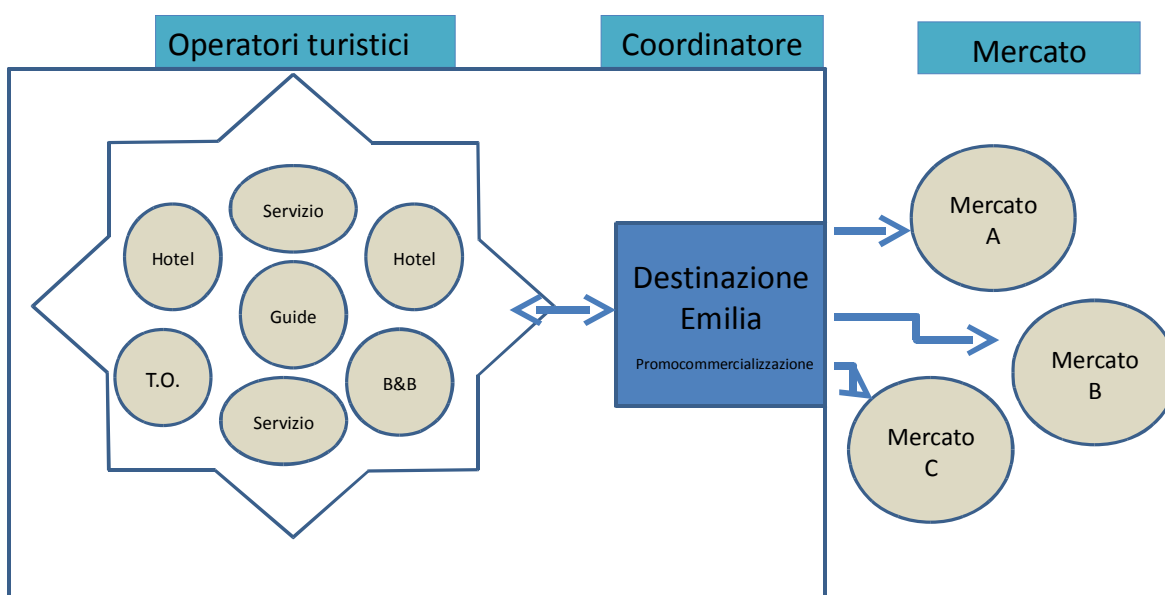 Operatori turistici
Coordinatore
Mercato
Servizio
Hotel
Hotel
Guide
T.O.
B&B
Servizio
Destinazione
Emilia
Promocommercializzazione
Mercato
A
Mercato
B
Mercato
C